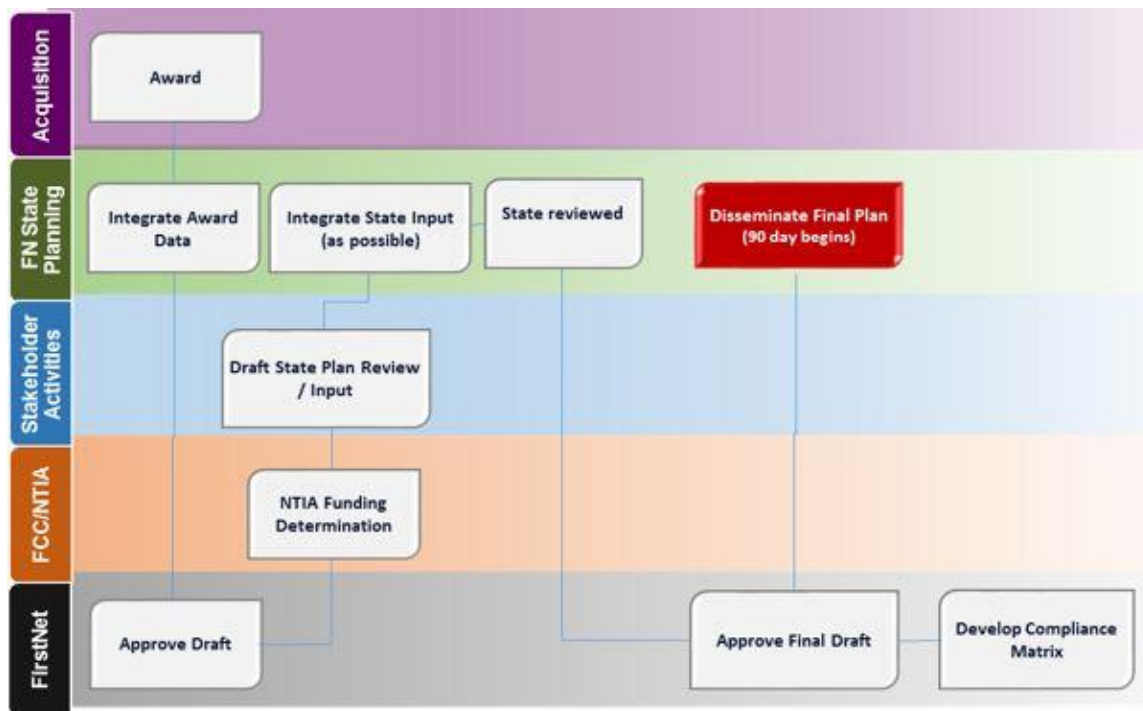 Acquisition
Award
FN State
Planning
Integrate Award
Data
Integrate State Input
(as possible)
State reviewed
Disseminate Final Plan
(90 day begins)
Stakeholder
Activities
Draft State Plan Review
/ Input
FCC/NTIA
NTIA Funding
Determination
FirstNet
Approve Draft
Approve Final Draft
Develop Compliance
Matrix